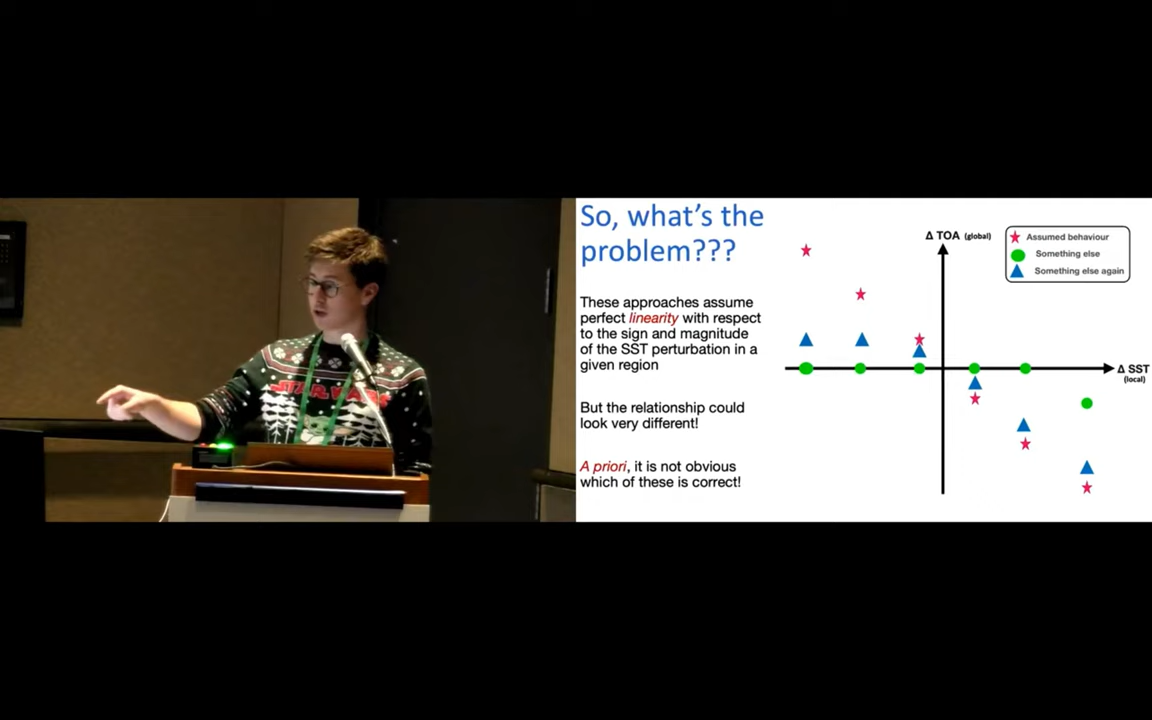 So, what's the
problem???
These approaches assume
perfect linearity with respect
to the sign and magnitude
of the SST perturbation in a
given region
But the relationship could
look very different!
A priori, it is not obvious
which of these is correct!
Δ TOA (global)
Assumed behaviour
Something else
Something else again
Δ SST
(local)
STAR WARS